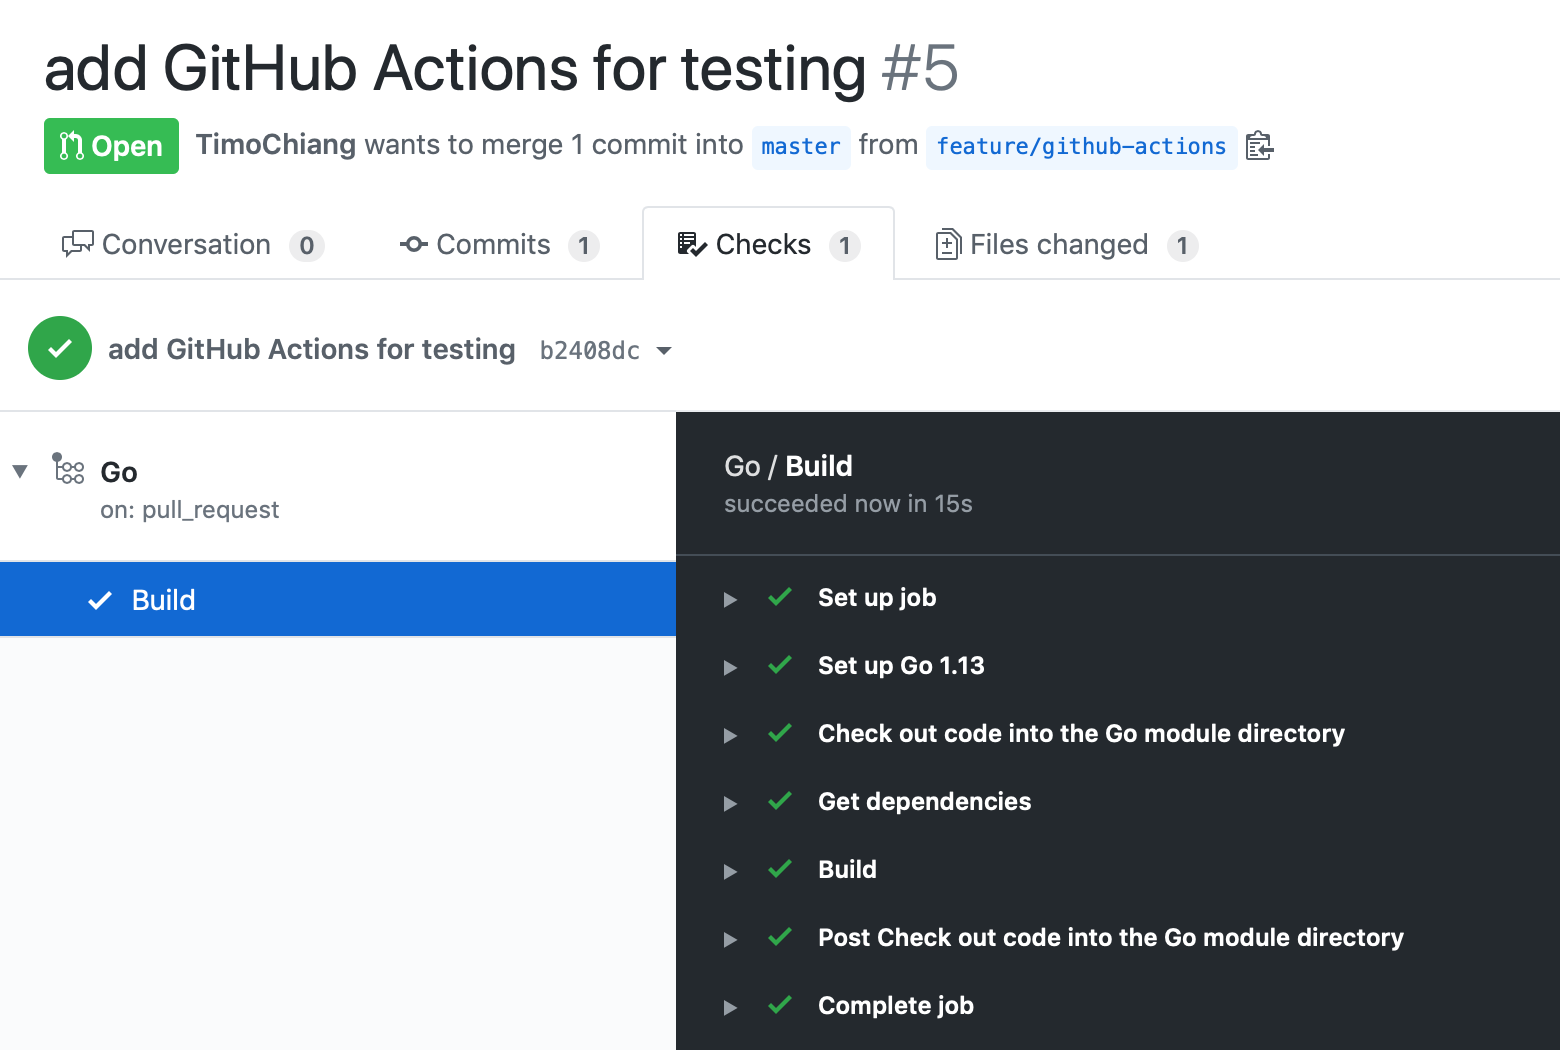 add GitHub Actions for testing #5
Open TimoChiang wants to merge 1 commit into master from feature/github-actions
Conversation 0 Commits 1 Checks 1 Files changed 1
add GitHub Actions for testing b2408dc
Go
on: pull_request
Build
Go / Build
succeeded now in 15s
Set up job
Set up Go 1.13
Check out code into the Go module directory
Get dependencies
Build
Post Check out code into the Go module directory
Complete job